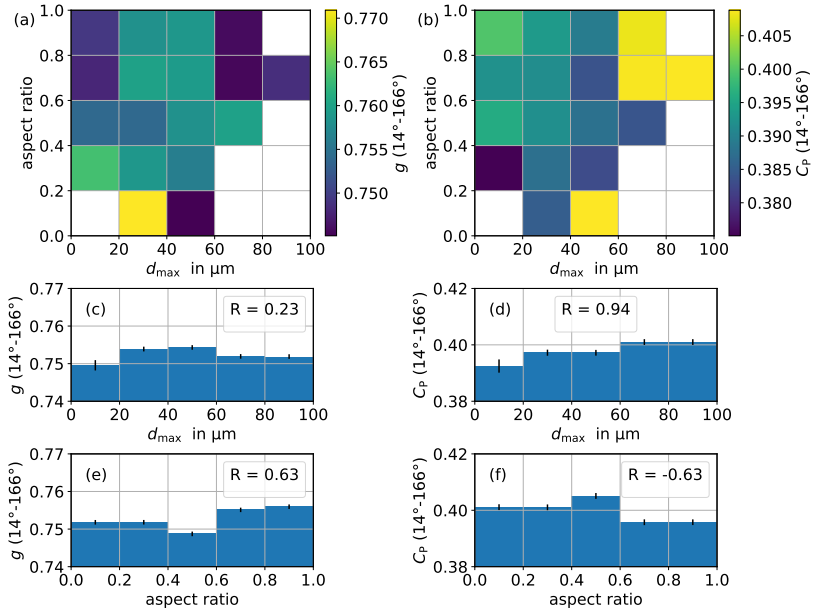 (a)
1.0
0.8
0.6
0.4
0.2
0.0
aspect ratio
0 20 40 60 80 100
d_max in µm
0.770
0.765
0.760
0.755
0.750
g (14°-166°)
(b)
1.0
0.8
0.6
0.4
0.2
0.0
aspect ratio
0 20 40 60 80 100
d_max in µm
0.405
0.400
0.395
0.390
0.385
0.380
C_P (14°-166°)
(c)
R = 0.23
0.77
0.76
0.75
0.74
g (14°-166°)
0 20 40 60 80 100
d_max in µm
(d)
R = 0.94
0.42
0.40
0.38
C_P (14°-166°)
0 20 40 60 80 100
d_max in µm
(e)
R = 0.63
0.77
0.76
0.75
0.74
g (14°-166°)
0.0 0.2 0.4 0.6 0.8 1.0
aspect ratio
(f)
R = -0.63
0.42
0.40
0.38
C_P (14°-166°)
0.0 0.2 0.4 0.6 0.8 1.0
aspect ratio